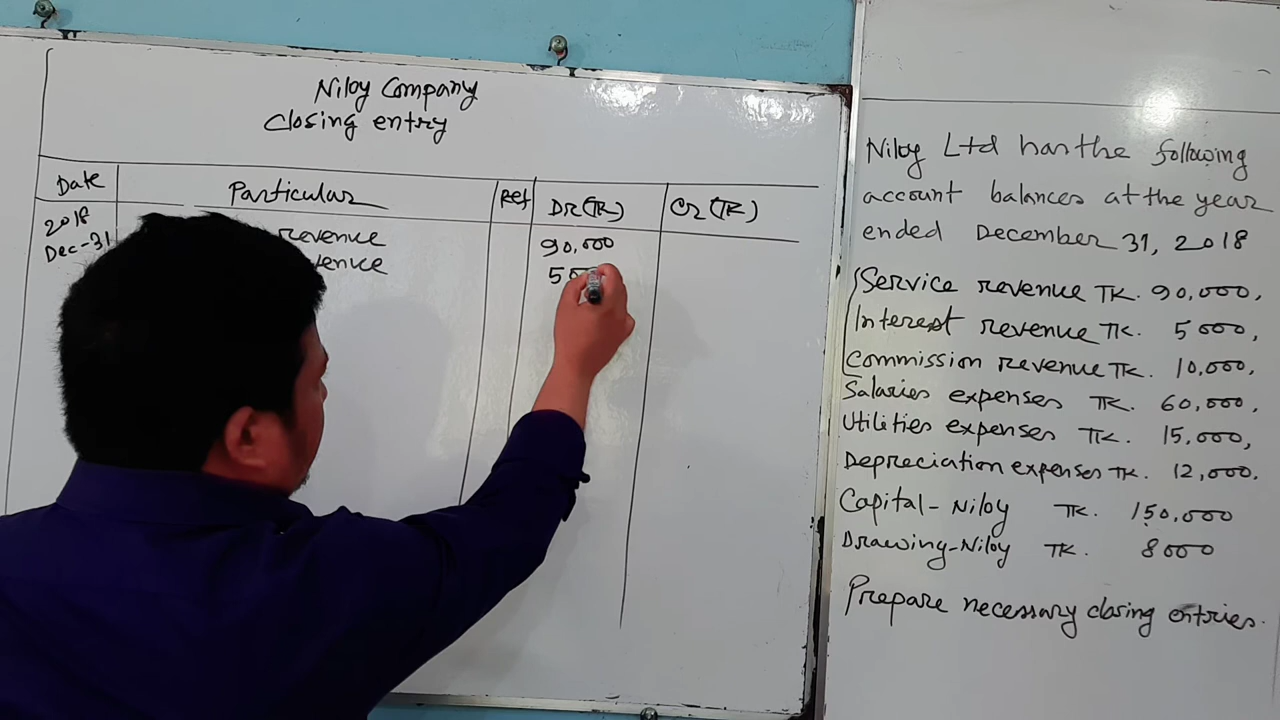 Niloy Company
Closing entry
Date Particular Ref Dr (TK) Cr (TK)
2018
Dec-31 revenue 90,000
venue
Niloy Ltd has the following
account balances at the year
ended December 31, 2018
Service revenue TK. 90,000,
Interest revenue TK. 5000,
Commission revenue TK. 10,000,
Salaries expenses TK. 60,000,
Utilities expenses TK. 15,000,
Depreciation expenses TK. 12,000.
Capital-Niloy TK. 150,000
Drawing-Niloy TK. 8000
Prepare necessary closing entries.